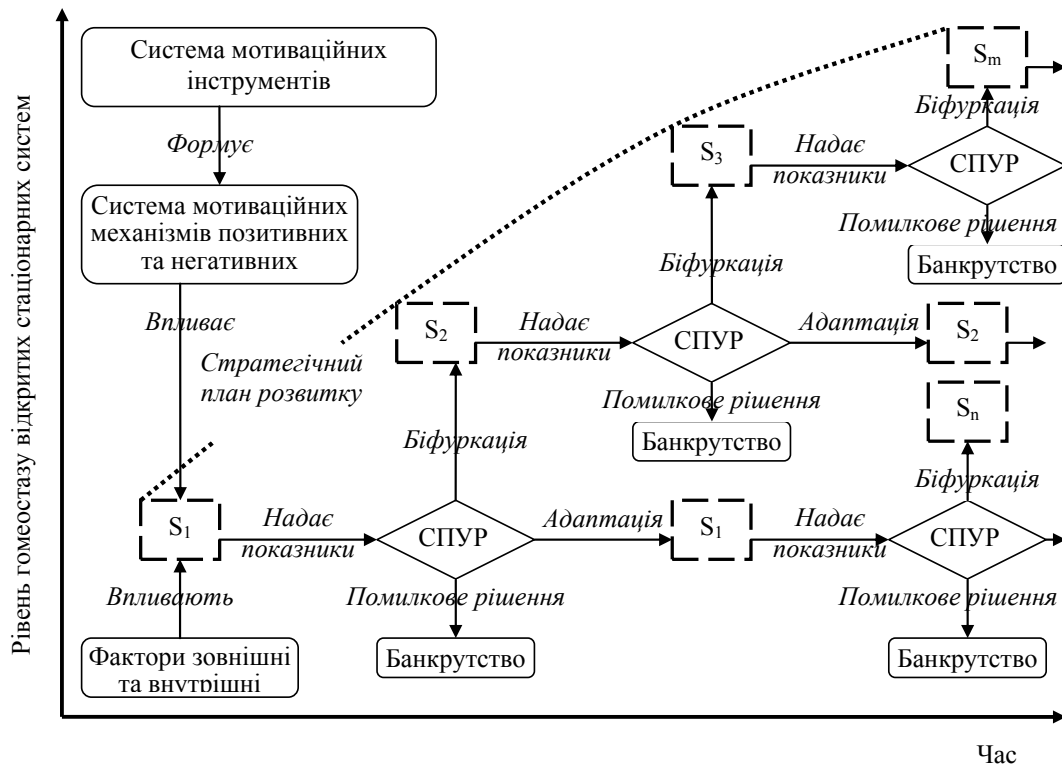 Рівень гомеостазу відкритих стаціонарних систем
Система мотиваційних
інструментів
Формує
Система мотиваційних
механізмів позитивних
та негативних
Впливає
Стратегічний
план розвитку
S1
Впливають
Фактори зовнішні
та внутрішні
Надає
показники
СПУР
Помилкове рішення
Банкрутство
Біфуркація
S2
Надає
показники
СПУР
Помилкове рішення
Банкрутство
Біфуркація
S3
Надає
показники
СПУР
Помилкове рішення
Банкрутство
Біфуркація
Sm
Адаптація
S2
Адаптація
S1
Надає
показники
СПУР
Помилкове рішення
Банкрутство
Біфуркація
Sn
Час